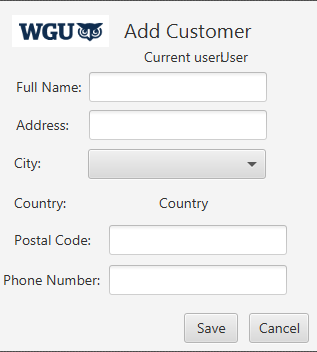 WGU Add Customer
Current userUser
Full Name:
Address:
City:
Country: Country
Postal Code:
Phone Number:
Save Cancel